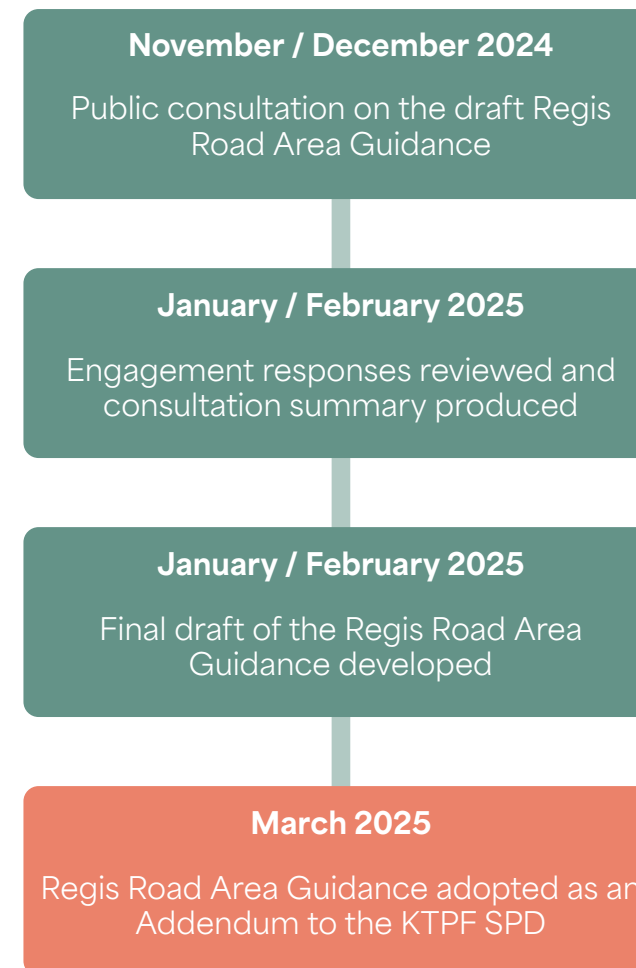 November / December 2024
Public consultation on the draft Regis
Road Area Guidance
January / February 2025
Engagement responses reviewed and
consultation summary produced
January / February 2025
Final draft of the Regis Road Area
Guidance developed
March 2025
Regis Road Area Guidance adopted as an
Addendum to the KTPF SPD